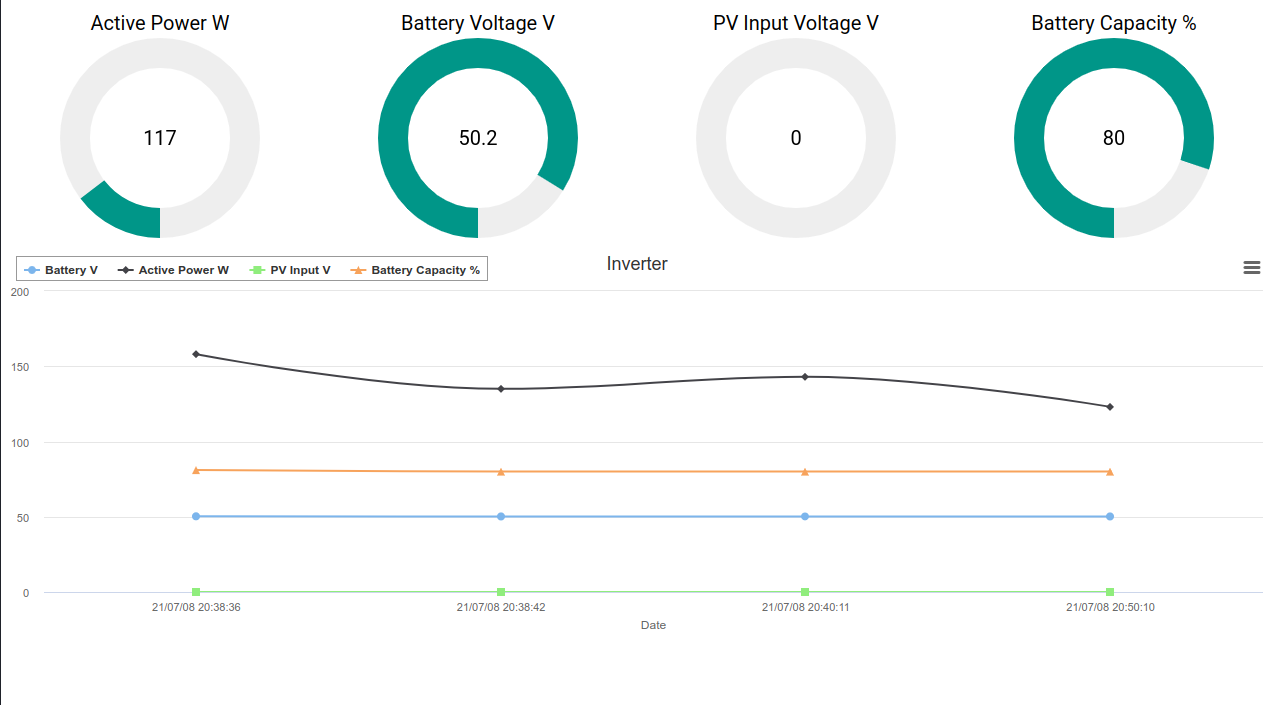 Active Power W
Battery Voltage V
PV Input Voltage V
Battery Capacity %
117
50.2
0
80
Inverter
Battery V
Active Power W
PV Input V
Battery Capacity %
200
150
100
50
0
21/07/08 20:38:36
21/07/08 20:38:42
21/07/08 20:40:11
21/07/08 20:50:10
Date